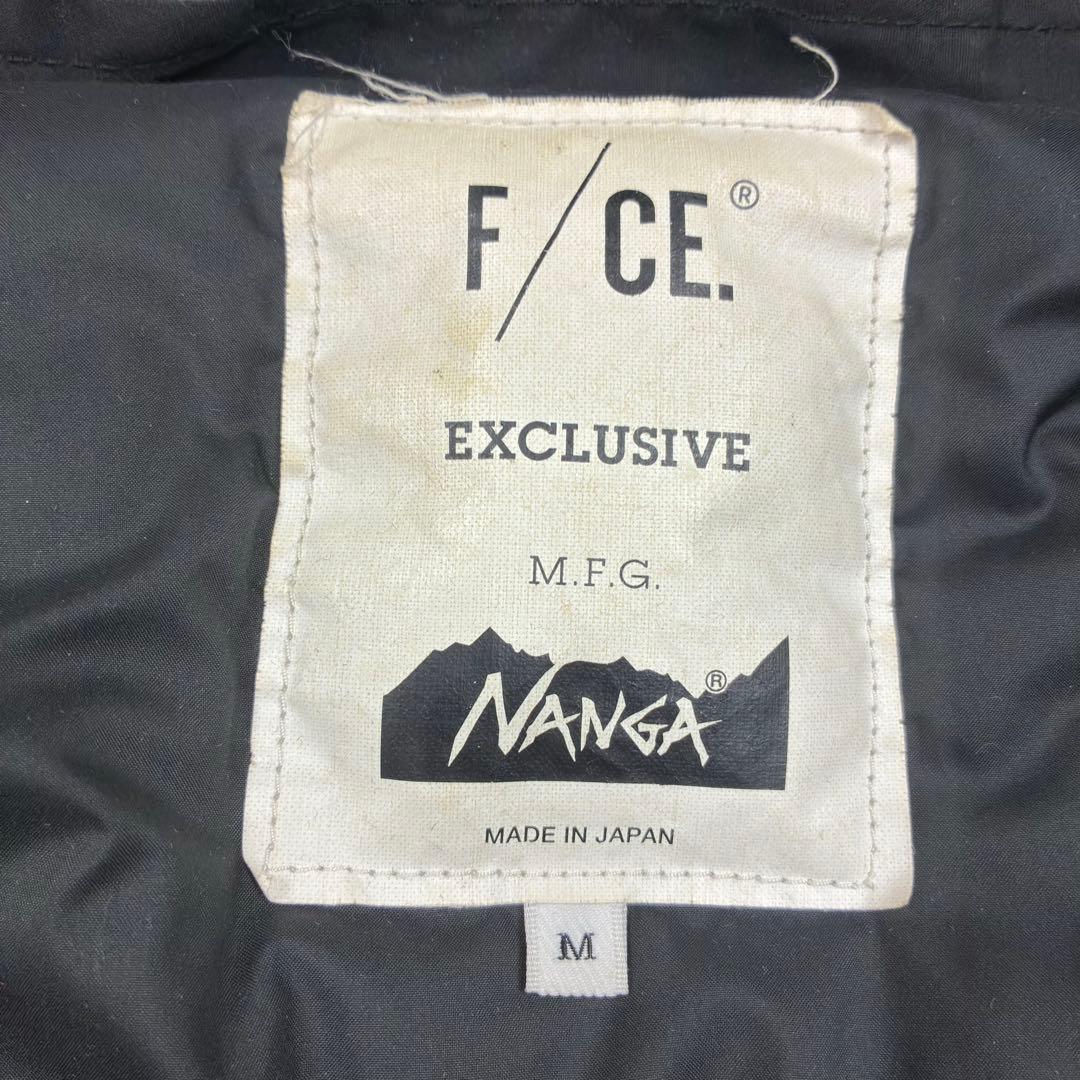 F/CE.®
EXCLUSIVE
M.F.G.
NANGA®
MADE IN JAPAN
M